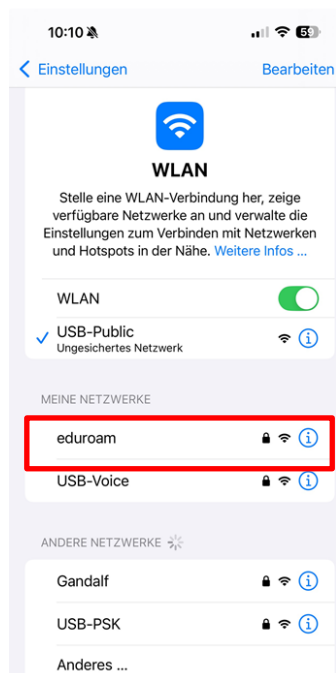 10:10 59
Einstellungen Bearbeiten
WLAN
Stelle eine WLAN-Verbindung her, zeige
verfügbare Netzwerke an und verwalte die
Einstellungen zum Verbinden mit Netzwerken
und Hotspots in der Nähe. Weitere Infos ...
WLAN
USB-Public
Ungesichertes Netzwerk
MEINE NETZWERKE
eduroam
USB-Voice
ANDERE NETZWERKE
Gandalf
USB-PSK
Anderes ...